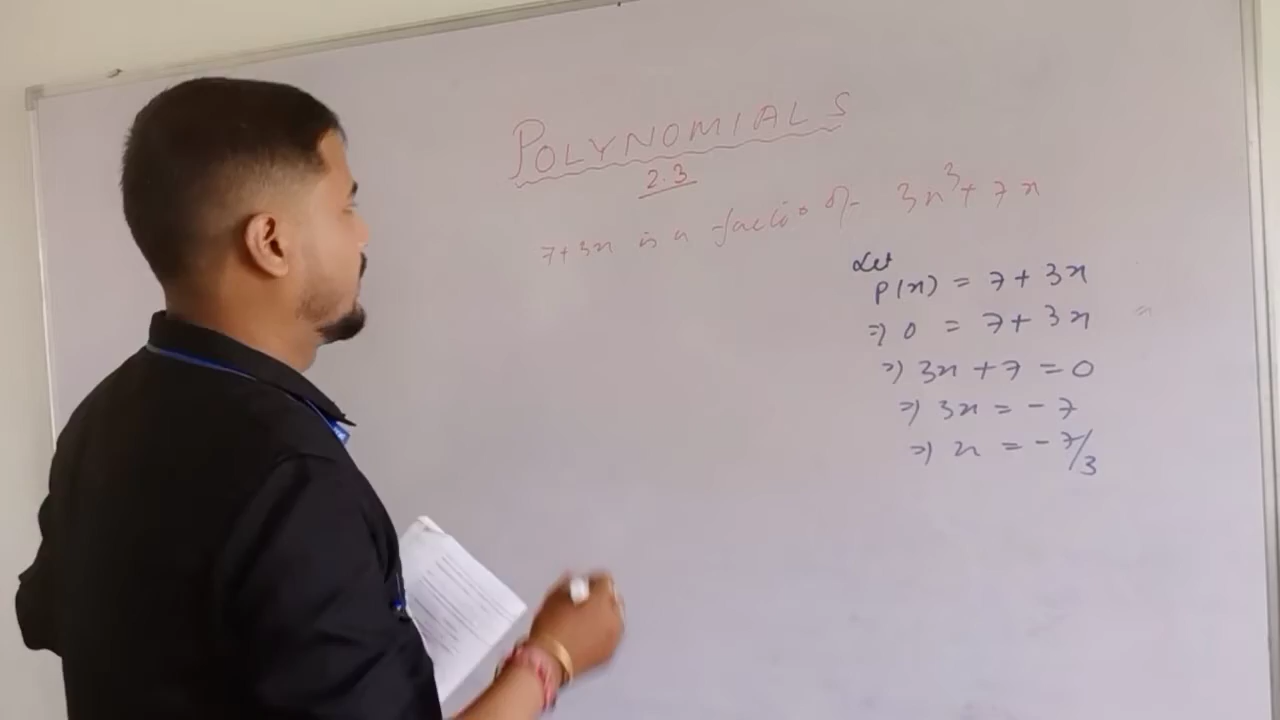 POLYNOMIALS
2.3
7+3x is a factor of 3x³+7x
Let
P(x) = 7+3x
⇒ 0 = 7+3x
⇒ 3x+7=0
⇒ 3x = -7
⇒ x = -7/3